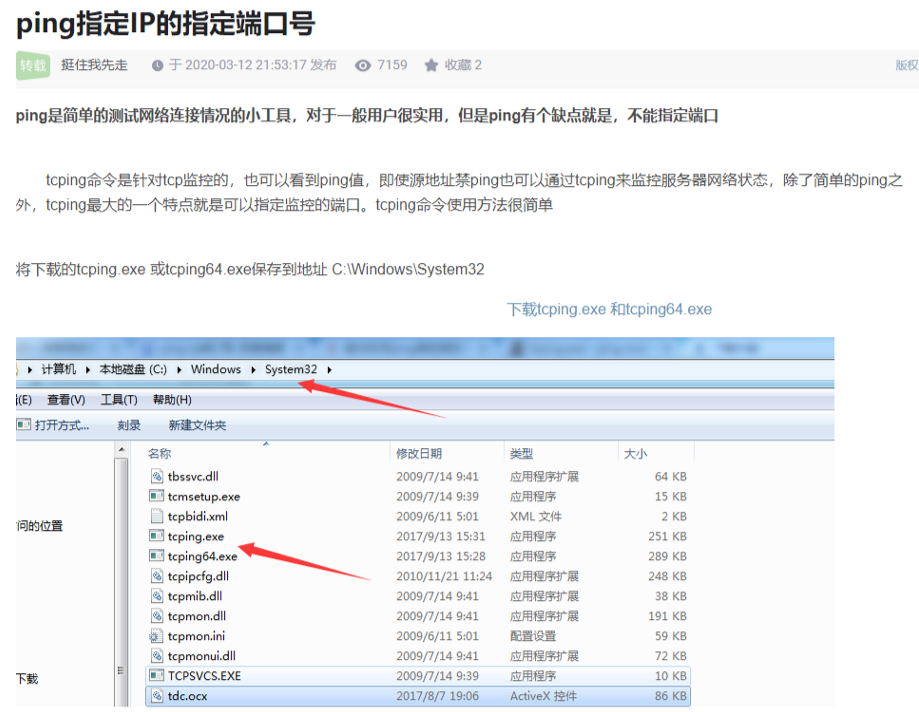 ping指定IP的指定端口号
转载 挺住我先走 于 2020-03-12 21:53:17 发布 7159 收藏 2 版权
ping是简单的测试网络连接情况的小工具，对于一般用户很实用，但是ping有个缺点就是，不能指定端口
tcping命令是针对tcp监控的，也可以看到ping值，即使源地址禁ping也可以通过tcping来监控服务器网络状态，除了简单的ping之
外，tcping最大的一个特点就是可以指定监控的端口。tcping命令使用方法很简单
将下载的tcping.exe 或tcping64.exe保存到地址 C:\Windows\System32
下载tcping.exe 和tcping64.exe
计算机 本地磁盘 (C:) Windows System32
(E) 查看(V) 工具(T) 帮助(H)
打开方式... 刻录 新建文件夹
名称 修改日期 类型 大小
tbssvc.dll 2009/7/14 9:41 应用程序扩展 64 KB
tcmsetup.exe 2009/7/14 9:39 应用程序 15 KB
tcpbidi.xml 2009/6/11 5:01 XML 文件 2 KB
问的位置
tcping.exe 2017/9/13 15:31 应用程序 251 KB
tcping64.exe 2017/9/13 15:28 应用程序 289 KB
tcpipcfg.dll 2010/11/21 11:24 应用程序扩展 248 KB
tcpmib.dll 2009/7/14 9:41 应用程序扩展 38 KB
tcpmon.dll 2009/7/14 9:41 应用程序扩展 191 KB
tcpmon.ini 2009/6/11 5:01 配置设置 59 KB
tcpmonui.dll 2009/7/14 9:41 应用程序扩展 72 KB
下载
TCPSVCS.EXE 2009/7/14 9:39 应用程序 10 KB
tdc.ocx 2017/8/7 19:06 ActiveX 控件 86 KB